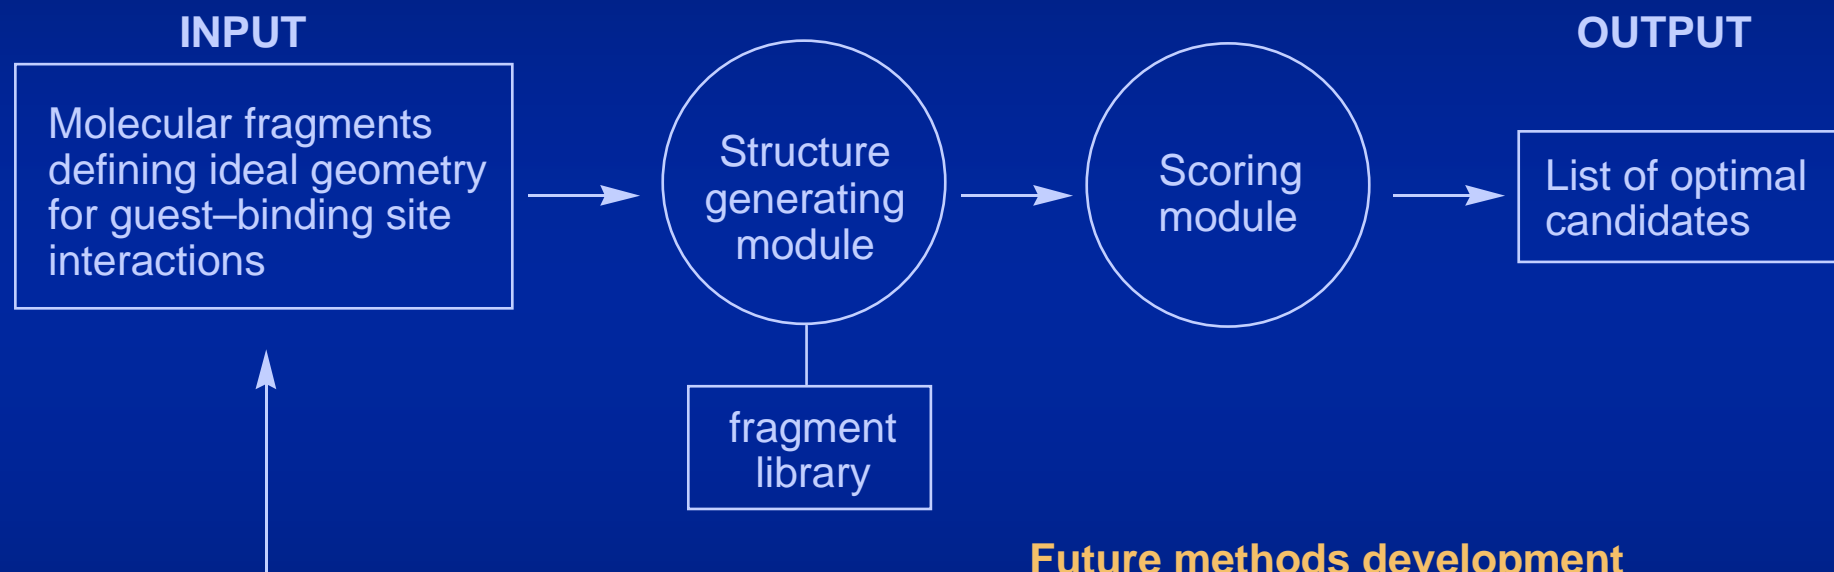 INPUT
OUTPUT
Molecular fragments
defining ideal geometry
for guest–binding site
interactions
Structure
generating
module
Scoring
module
List of optimal
candidates
fragment
library
Future methods development